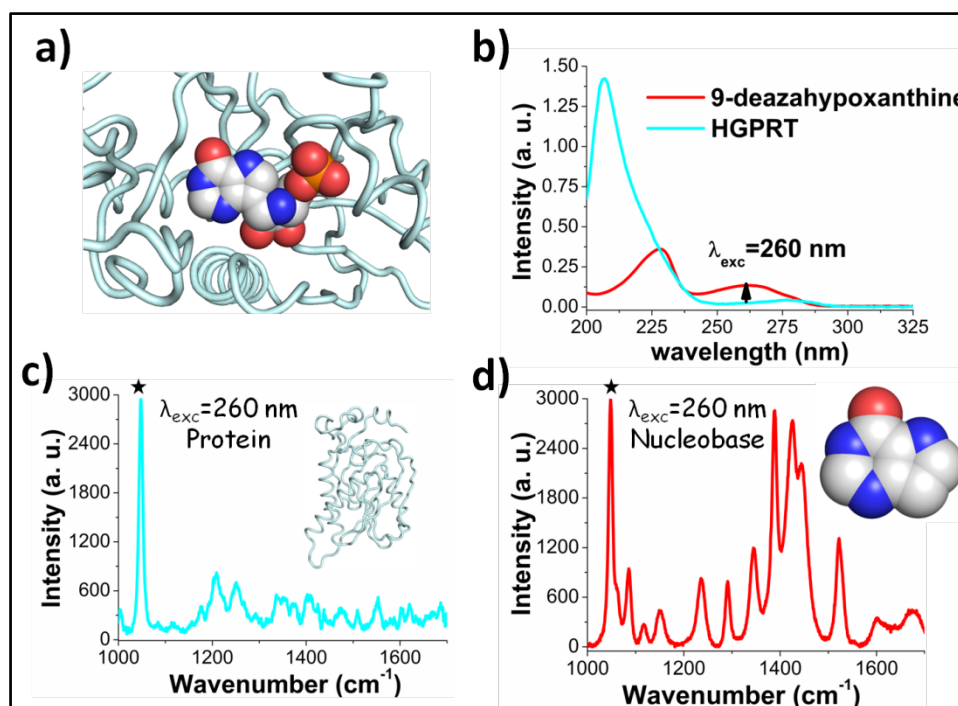 a)
b)
1.50
1.25
1.00
0.75
0.50
0.25
0.00
Intensity (a. u.)
9-deazahypoxanthine
HGPRT
λexc=260 nm
200 225 250 275 300 325
wavelength (nm)
c)
3000
2400
1800
1200
600
0
Intensity (a. u.)
★
λexc=260 nm
Protein
1000 1200 1400 1600
Wavenumber (cm-1)
d)
3000
2400
1800
1200
600
0
Intensity (a. u.)
★
λexc=260 nm
Nucleobase
1000 1200 1400 1600
Wavenumber (cm-1)